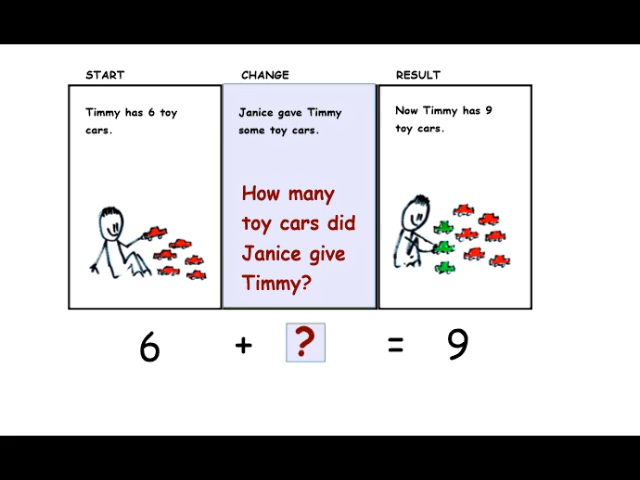 START
Timmy has 6 toy
cars.
CHANGE
Janice gave Timmy
some toy cars.
How many
toy cars did
Janice give
Timmy?
RESULT
Now Timmy has 9
toy cars.
6 + ? = 9